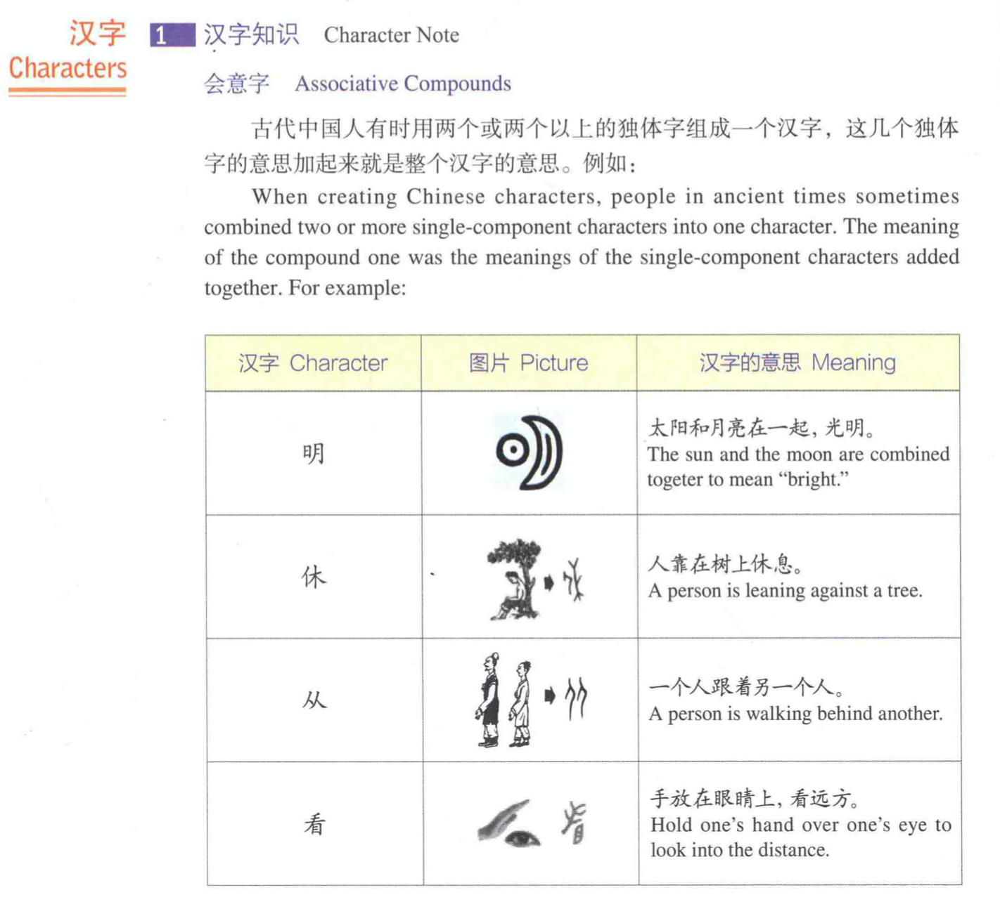 汉字
Characters
1 汉字知识 Character Note
会意字 Associative Compounds
古代中国人有时用两个或两个以上的独体字组成一个汉字，这几个独体
字的意思加起来就是整个汉字的意思。例如：
When creating Chinese characters, people in ancient times sometimes
combined two or more single-component characters into one character. The meaning
of the compound one was the meanings of the single-component characters added
together. For example:
汉字 Character 图片 Picture 汉字的意思 Meaning
明
太阳和月亮在一起，光明。
The sun and the moon are combined
togeter to mean “bright.”
休
人靠在树上休息。
A person is leaning against a tree.
从
一个人跟着另一个人。
A person is walking behind another.
看
手放在眼睛上，看远方。
Hold one’s hand over one’s eye to
look into the distance.